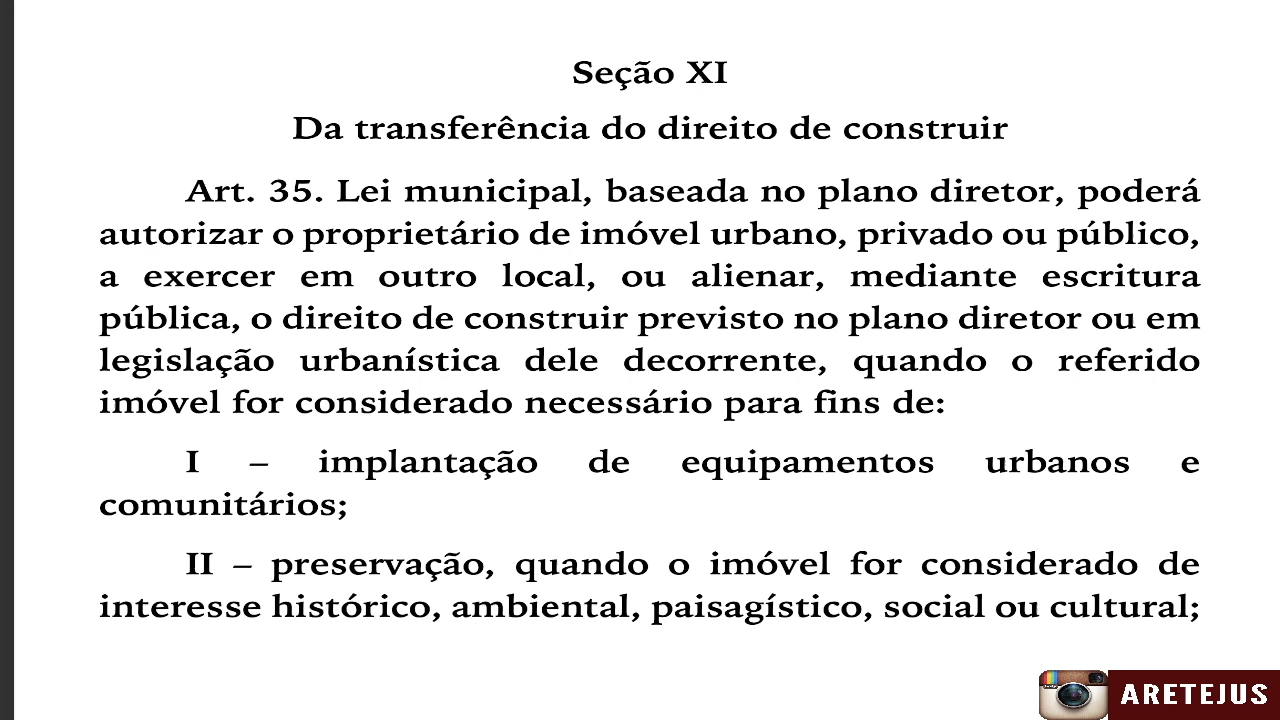 Seção XI
Da transferência do direito de construir
Art. 35. Lei municipal, baseada no plano diretor, poderá
autorizar o proprietário de imóvel urbano, privado ou público,
a exercer em outro local, ou alienar, mediante escritura
pública, o direito de construir previsto no plano diretor ou em
legislação urbanística dele decorrente, quando o referido
imóvel for considerado necessário para fins de:
I – implantação de equipamentos urbanos e
comunitários;
II – preservação, quando o imóvel for considerado de
interesse histórico, ambiental, paisagístico, social ou cultural;
ARETEJUS